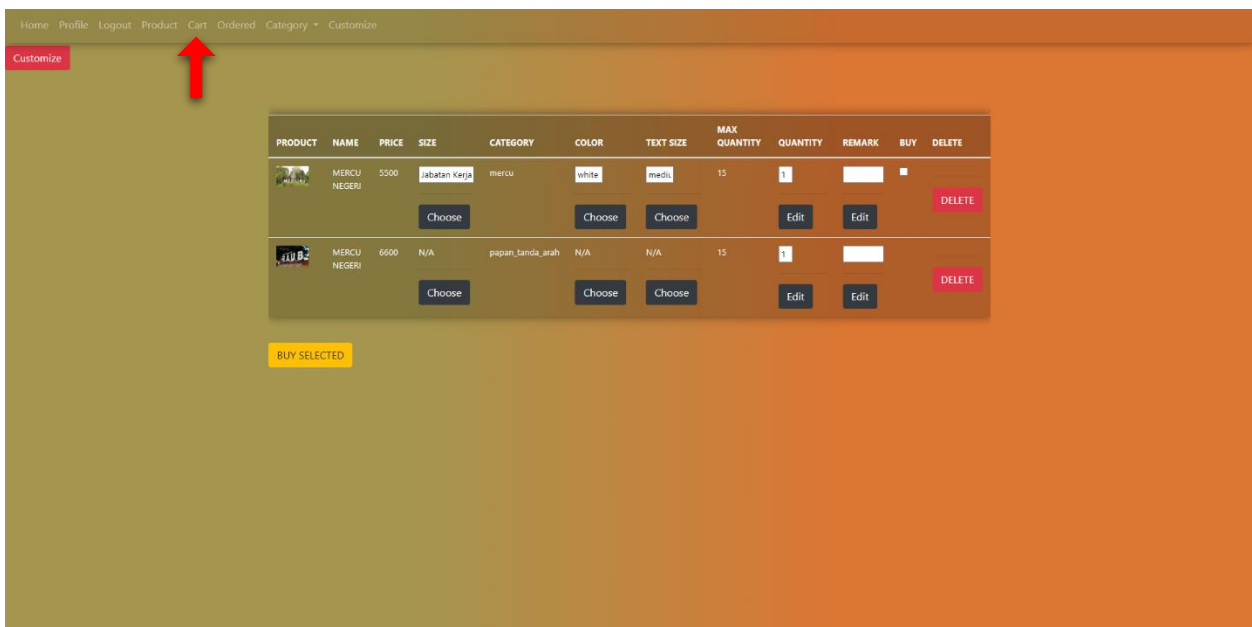 Home Profile Logout Product Cart Ordered Category Customize
Customize
PRODUCT NAME PRICE SIZE CATEGORY COLOR TEXT SIZE MAX QUANTITY QUANTITY REMARK BUY DELETE
MERCU NEGERI 5500 Jabatan Kerja mercu white 15 1
Choose Choose Choose Edit Edit DELETE
MERCU NEGERI 6600 N/A papan_tanda_arah N/A N/A 15 1
Choose Choose Choose Edit Edit DELETE
BUY SELECTED